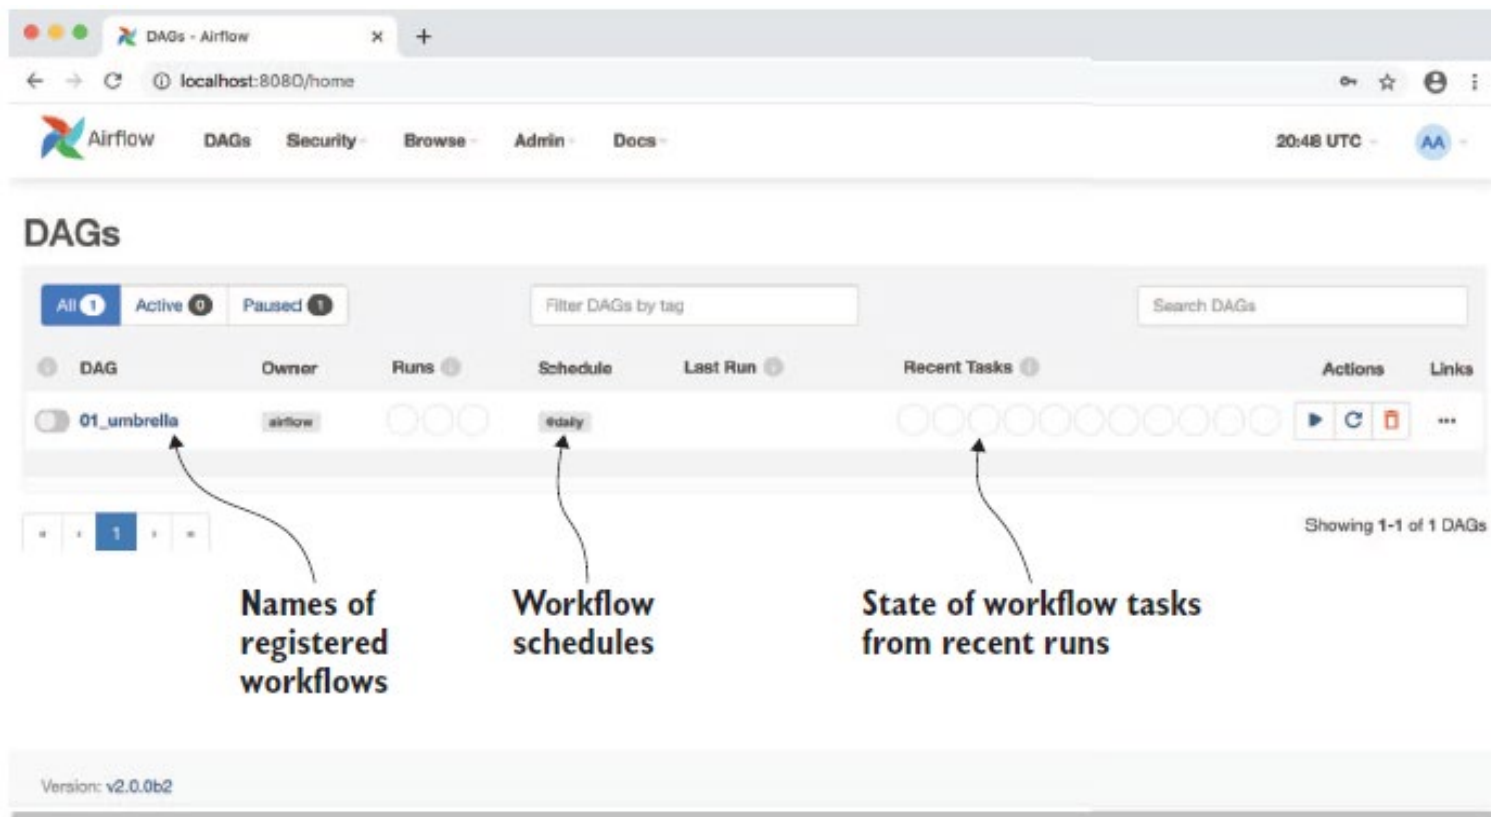 DAGs - Airflow
localhost:8080/home
Airflow DAGs Security Browse Admin Docs 20:48 UTC AA
DAGs
All 1 Active 0 Paused 1 Filter DAGs by tag Search DAGs
DAG Owner Runs Schedule Last Run Recent Tasks Actions Links
01_umbrella airflow @daily
« ‹ 1 › » Showing 1-1 of 1 DAGs
Names of
registered
workflows
Workflow
schedules
State of workflow tasks
from recent runs
Version: v2.0.0b2